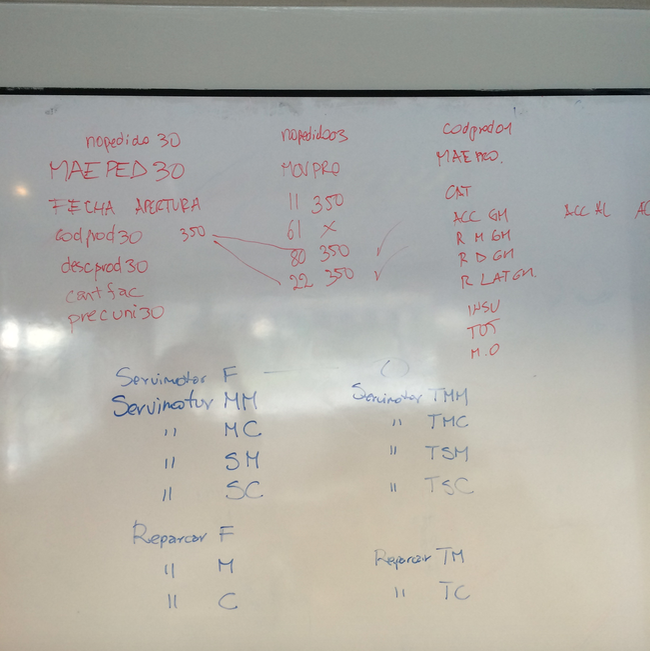 nopedido 30 nopedido03 codprod01
MAEPED30 MOVPRO MAEPRO.
FECHA APERTURA 11 350 CAT
codprod30 350 61 X ACC GM ACC AL AC
descprod30 80 350 R M GM
cantfac 22 350 R D GM
precuni30 R LAT GM.
INSU
TOT
M.O
Servimotor F
Servimotor MM Servimotor TMM
" MC " TMC
" SM " TSM
" SC " TSC
Reparcar F
" M Reparcar TM
" C " TC